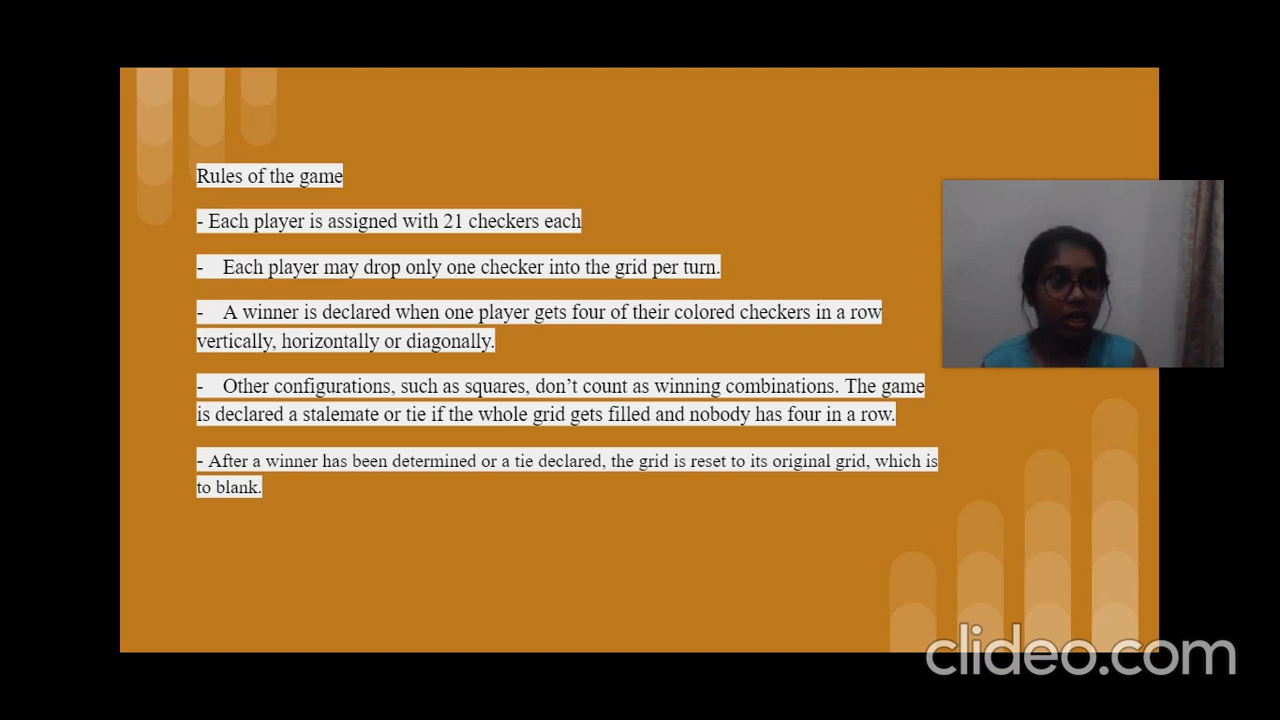 Rules of the game
- Each player is assigned with 21 checkers each
- Each player may drop only one checker into the grid per turn.
- A winner is declared when one player gets four of their colored checkers in a row
vertically, horizontally or diagonally.
- Other configurations, such as squares, don’t count as winning combinations. The game
is declared a stalemate or tie if the whole grid gets filled and nobody has four in a row.
- After a winner has been determined or a tie declared, the grid is reset to its original grid, which is
to blank.
clideo.com